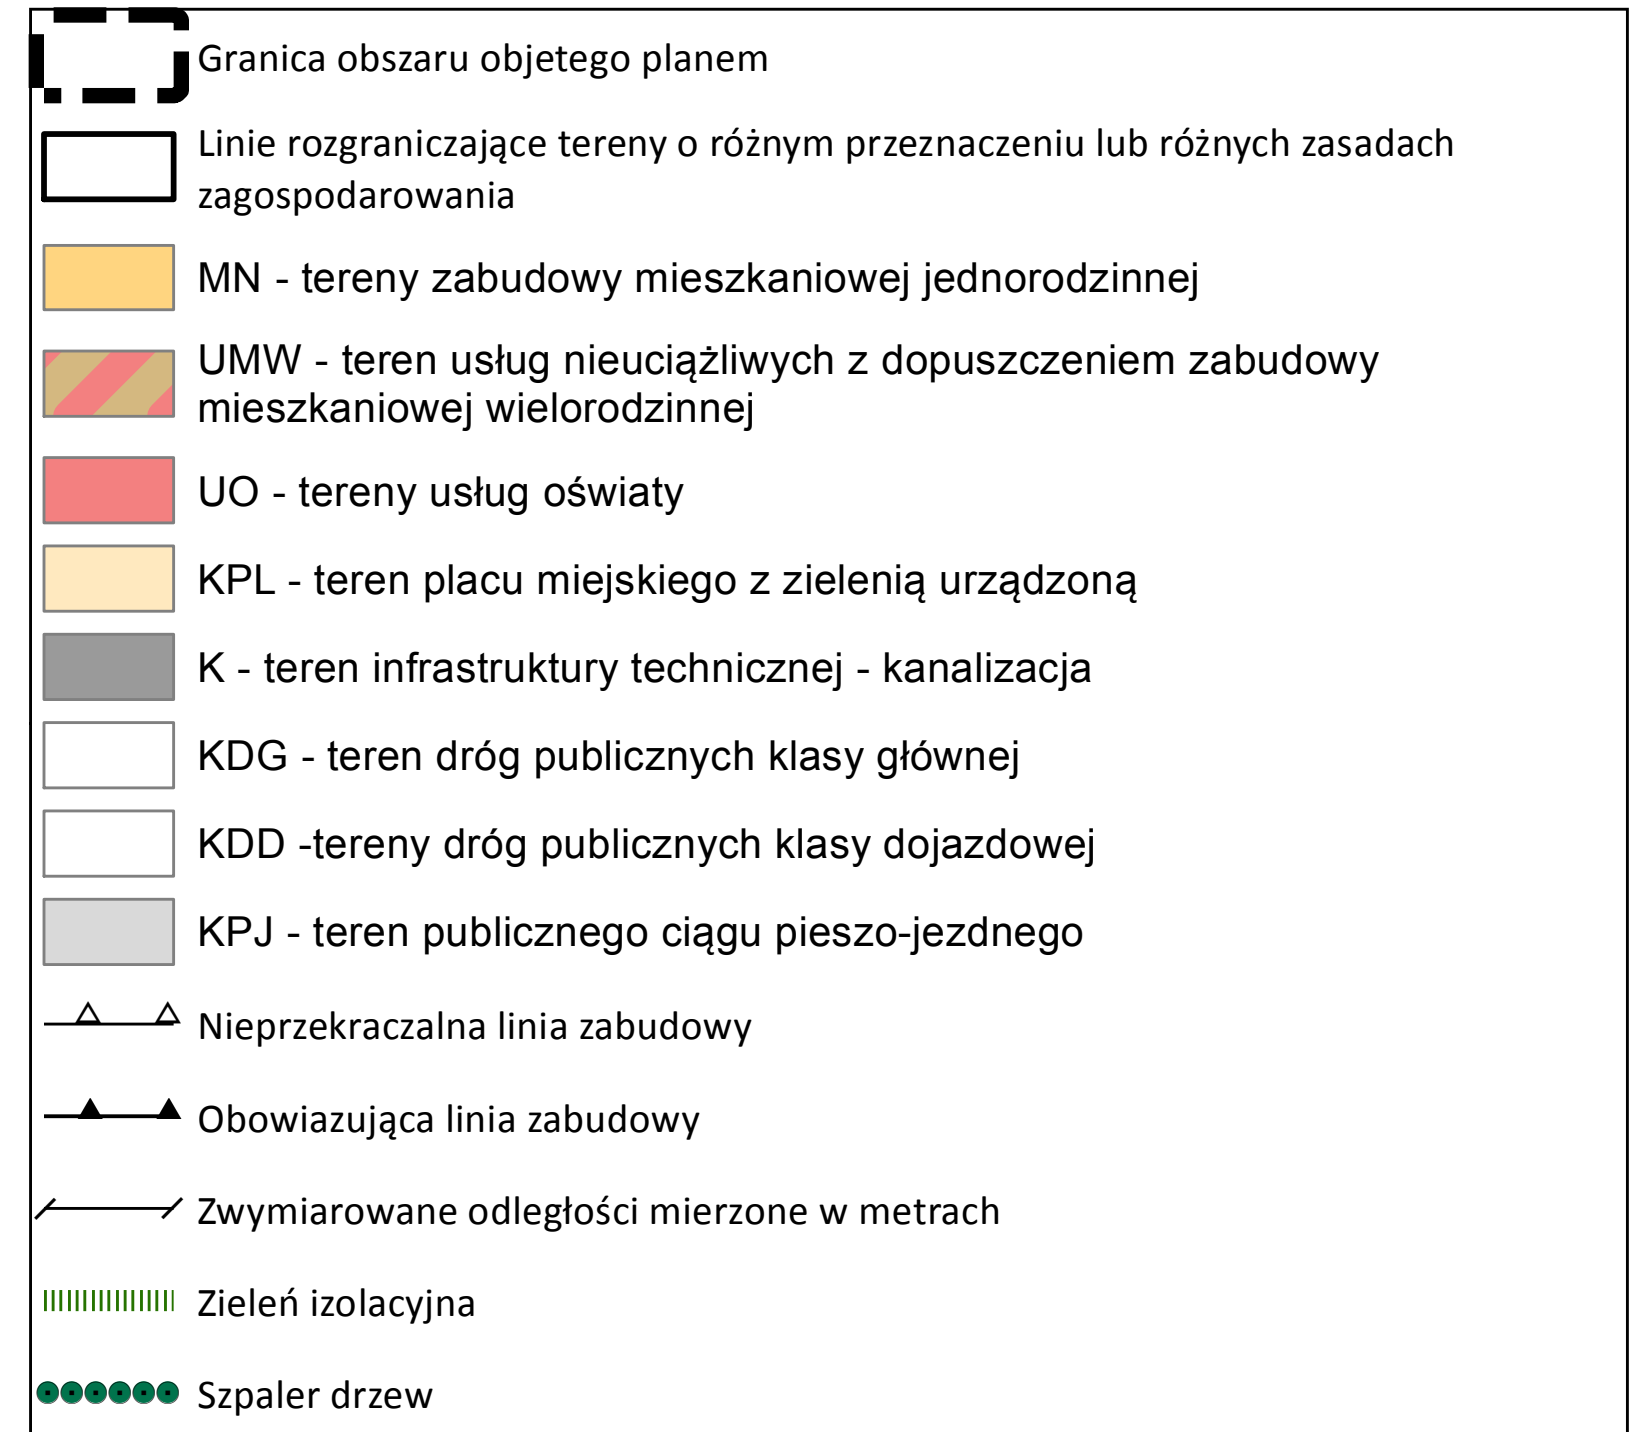 Granica obszaru objetego planem
Linie rozgraniczające tereny o różnym przeznaczeniu lub różnych zasadach
zagospodarowania
MN - tereny zabudowy mieszkaniowej jednorodzinnej
UMW - teren usług nieuciążliwych z dopuszczeniem zabudowy
mieszkaniowej wielorodzinnej
UO - tereny usług oświaty
KPL - teren placu miejskiego z zielenią urządzoną
K - teren infrastruktury technicznej - kanalizacja
KDG - teren dróg publicznych klasy głównej
KDD -tereny dróg publicznych klasy dojazdowej
KPJ - teren publicznego ciągu pieszo-jezdnego
Nieprzekraczalna linia zabudowy
Obowiazująca linia zabudowy
Zwymiarowane odległości mierzone w metrach
Zieleń izolacyjna
Szpaler drzew